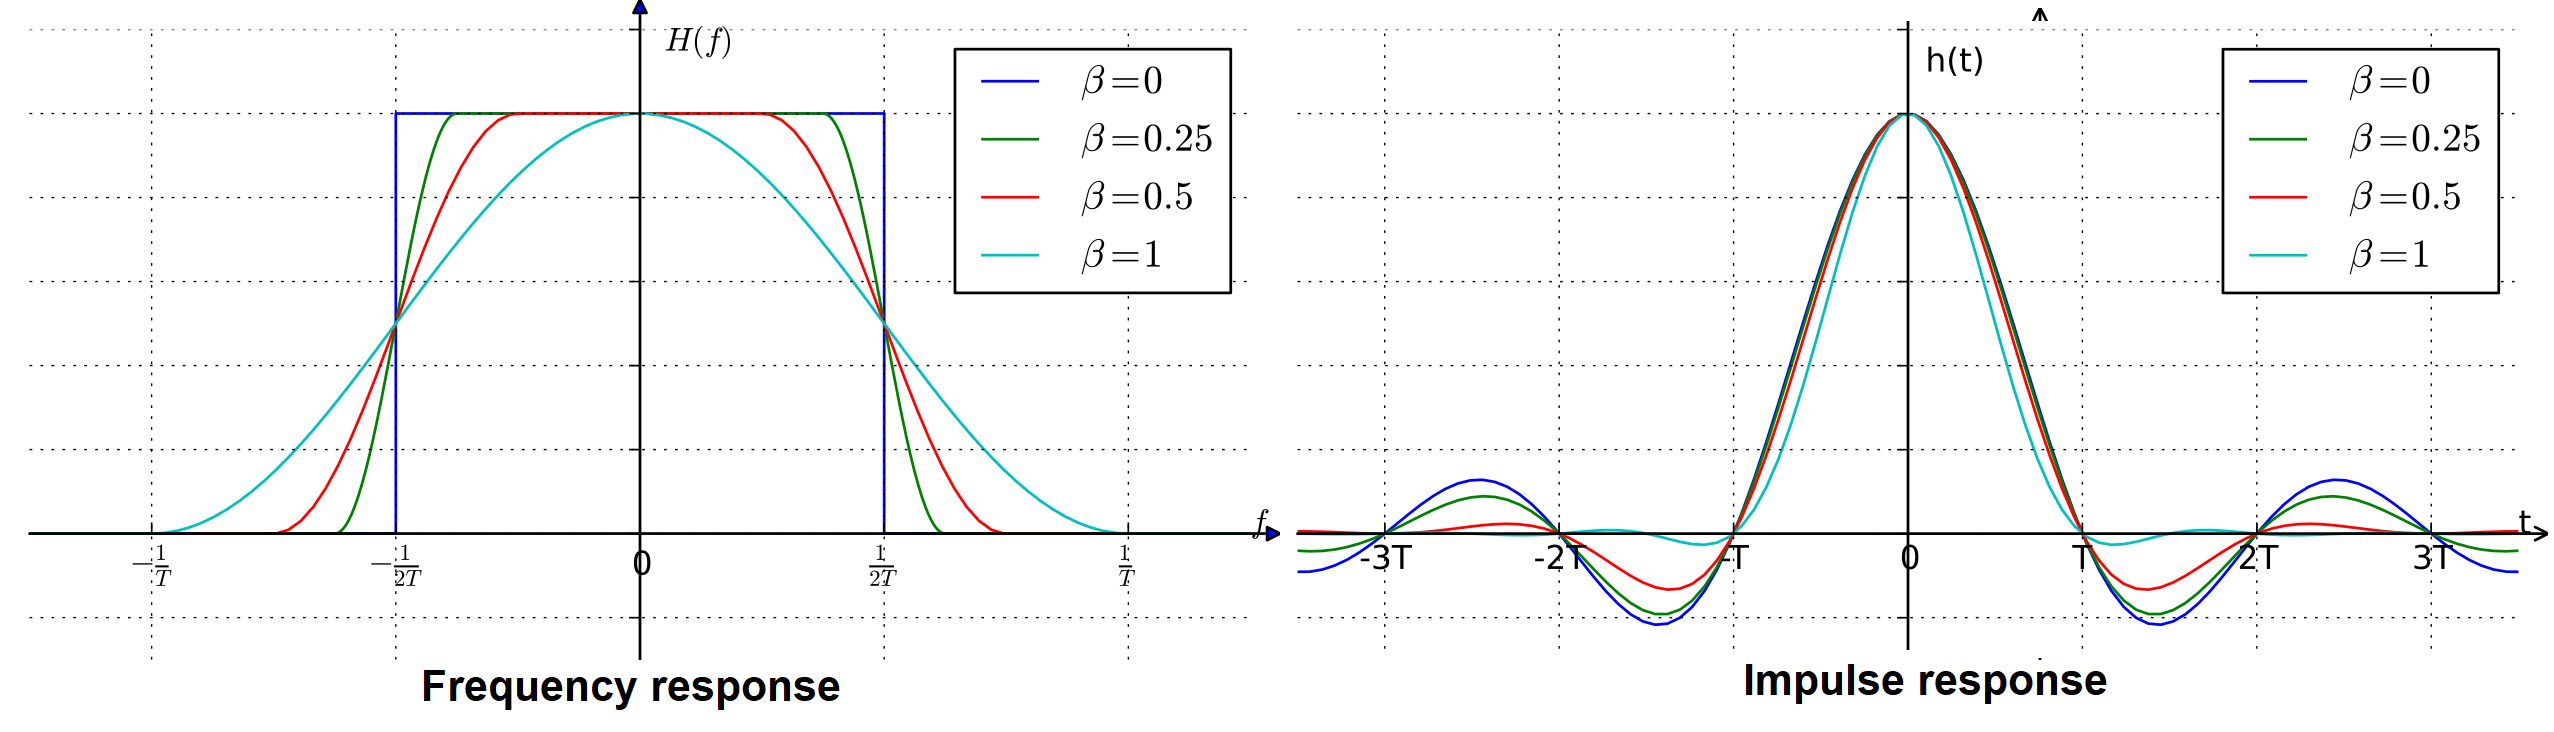 H(f)
β=0
β=0.25
β=0.5
β=1
f
−1/T
−1/2T
0
1/2T
1/T
Frequency response
h(t)
β=0
β=0.25
β=0.5
β=1
t
-3T
-2T
-T
0
T
2T
3T
Impulse response